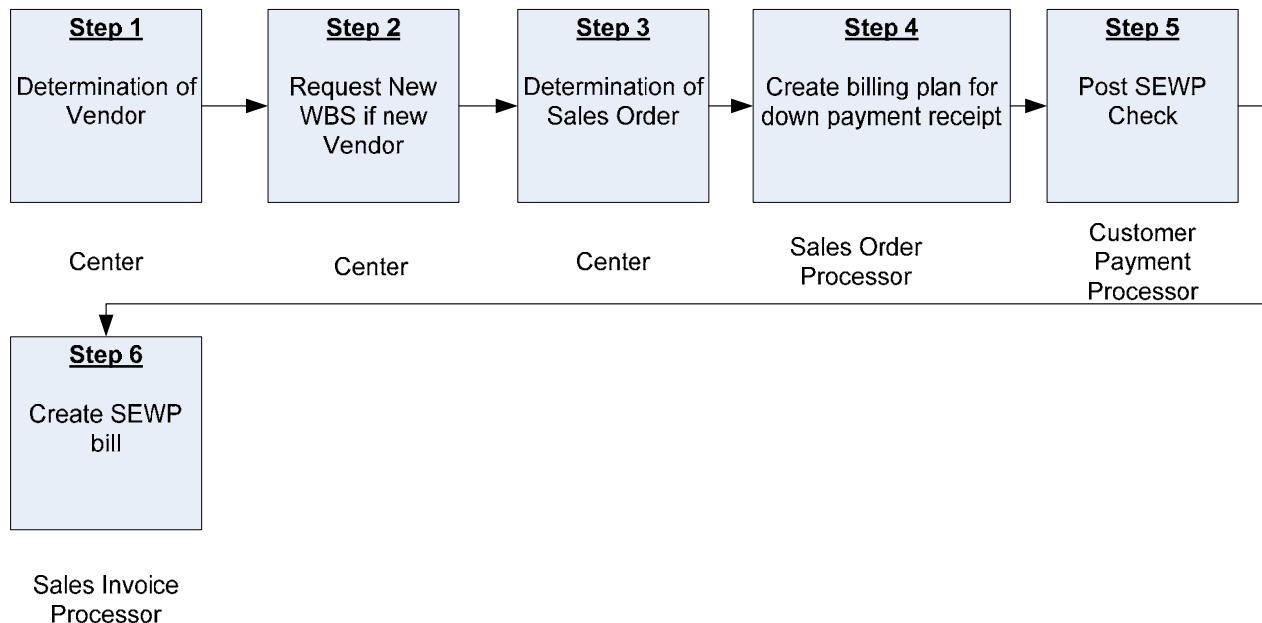 Step 1
Determination of
Vendor
Center
Step 2
Request New
WBS if new
Vendor
Center
Step 3
Determination of
Sales Order
Center
Step 4
Create billing plan for
down payment receipt
Sales Order
Processor
Step 5
Post SEWP
Check
Customer
Payment
Processor
Step 6
Create SEWP
bill
Sales Invoice
Processor